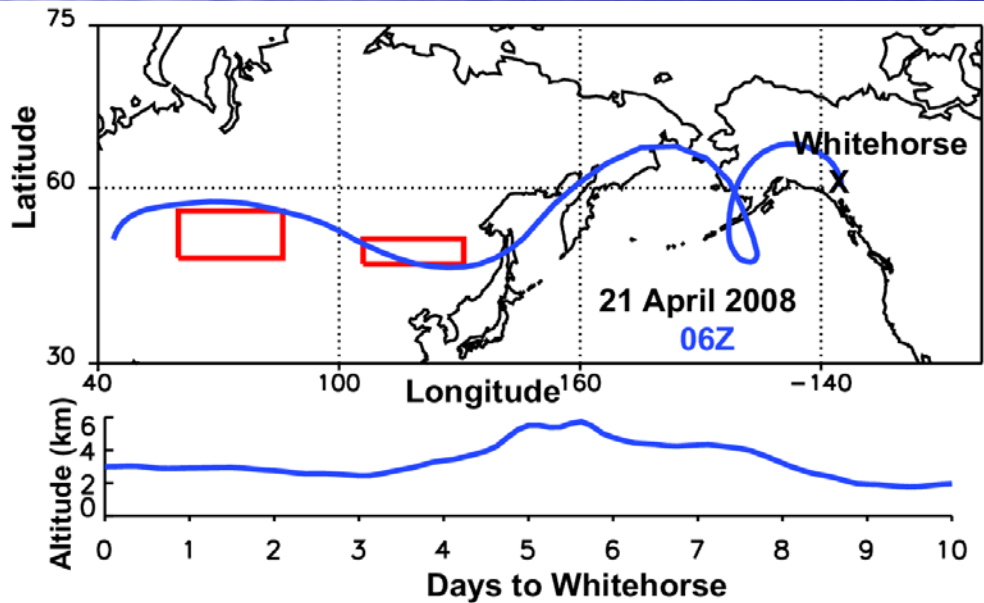 75
Latitude
60
30
Whitehorse
X
21 April 2008
06Z
40
100
160
-140
Longitude
Altitude (km)
6
4
2
0
0 1 2 3 4 5 6 7 8 9 10
Days to Whitehorse